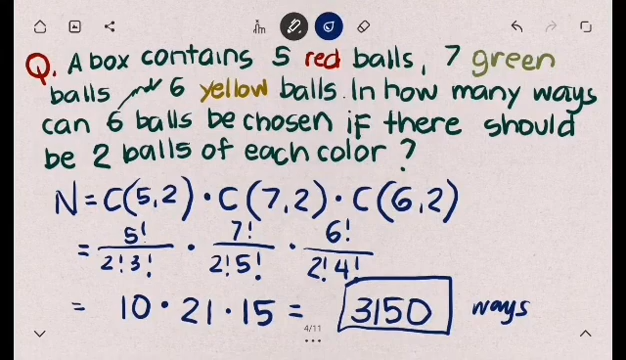 Q. A box contains 5 red balls, 7 green
balls and 6 yellow balls. In how many ways
can 6 balls be chosen if there should
be 2 balls of each color?
N = C(5,2) · C(7,2) · C(6,2)
= 5!/2!3! · 7!/2!5! · 6!/2!4!
= 10 · 21 · 15 = 3150 ways
4/11